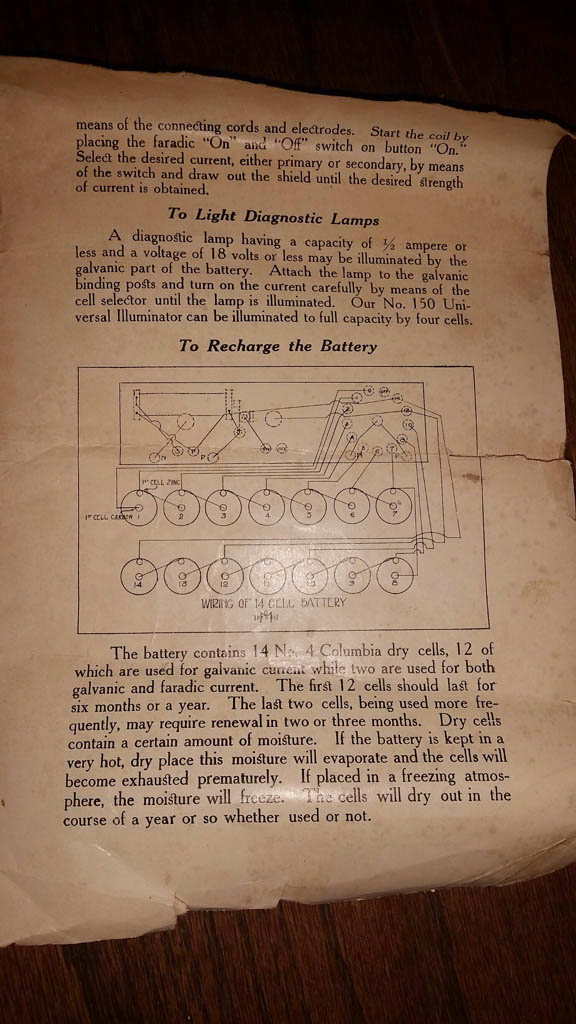 means of the connecting cords and electrodes. Start the coil by
placing the faradic "On" and "Off" switch on button "On."
Select the desired current, either primary or secondary, by means
of the switch and draw out the shield until the desired strength
of current is obtained.
To Light Diagnostic Lamps
A diagnostic lamp having a capacity of ½ ampere or
less and a voltage of 18 volts or less may be illuminated by the
galvanic part of the battery. Attach the lamp to the galvanic
binding posts and turn on the current carefully by means of the
cell selector until the lamp is illuminated. Our No. 150 Uni-
versal Illuminator can be illuminated to full capacity by four cells.
To Recharge the Battery
N P
1ST CELL ZINC
1ST CELL CARBON 1 2 3 4 5 6 7
14 13 12 11 10 9 8
WIRING OF 14 CELL BATTERY
The battery contains 14 No. 4 Columbia dry cells, 12 of
which are used for galvanic current while two are used for both
galvanic and faradic current. The first 12 cells should last for
six months or a year. The last two cells, being used more fre-
quently, may require renewal in two or three months. Dry cells
contain a certain amount of moisture. If the battery is kept in a
very hot, dry place this moisture will evaporate and the cells will
become exhausted prematurely. If placed in a freezing atmos-
phere, the moisture will freeze. The cells will dry out in the
course of a year or so whether used or not.